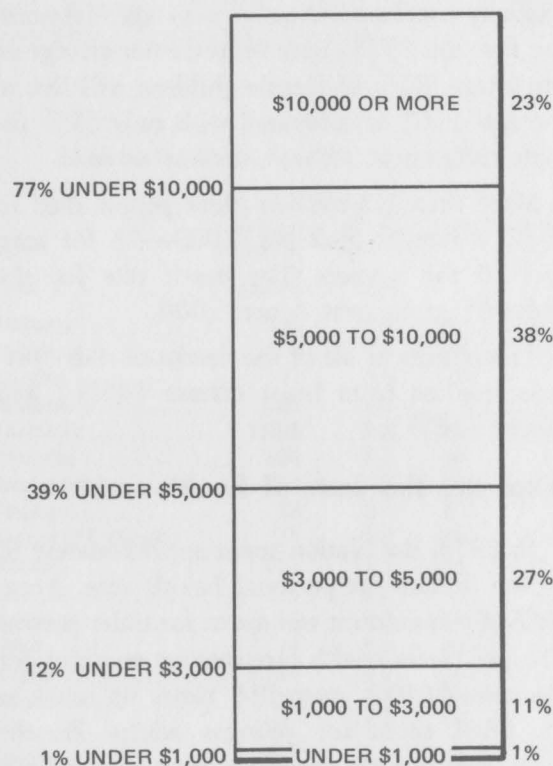 $10,000 OR MORE 23%
77% UNDER $10,000
$5,000 TO $10,000 38%
39% UNDER $5,000
$3,000 TO $5,000 27%
12% UNDER $3,000
$1,000 TO $3,000 11%
1% UNDER $1,000 UNDER $1,000 1%